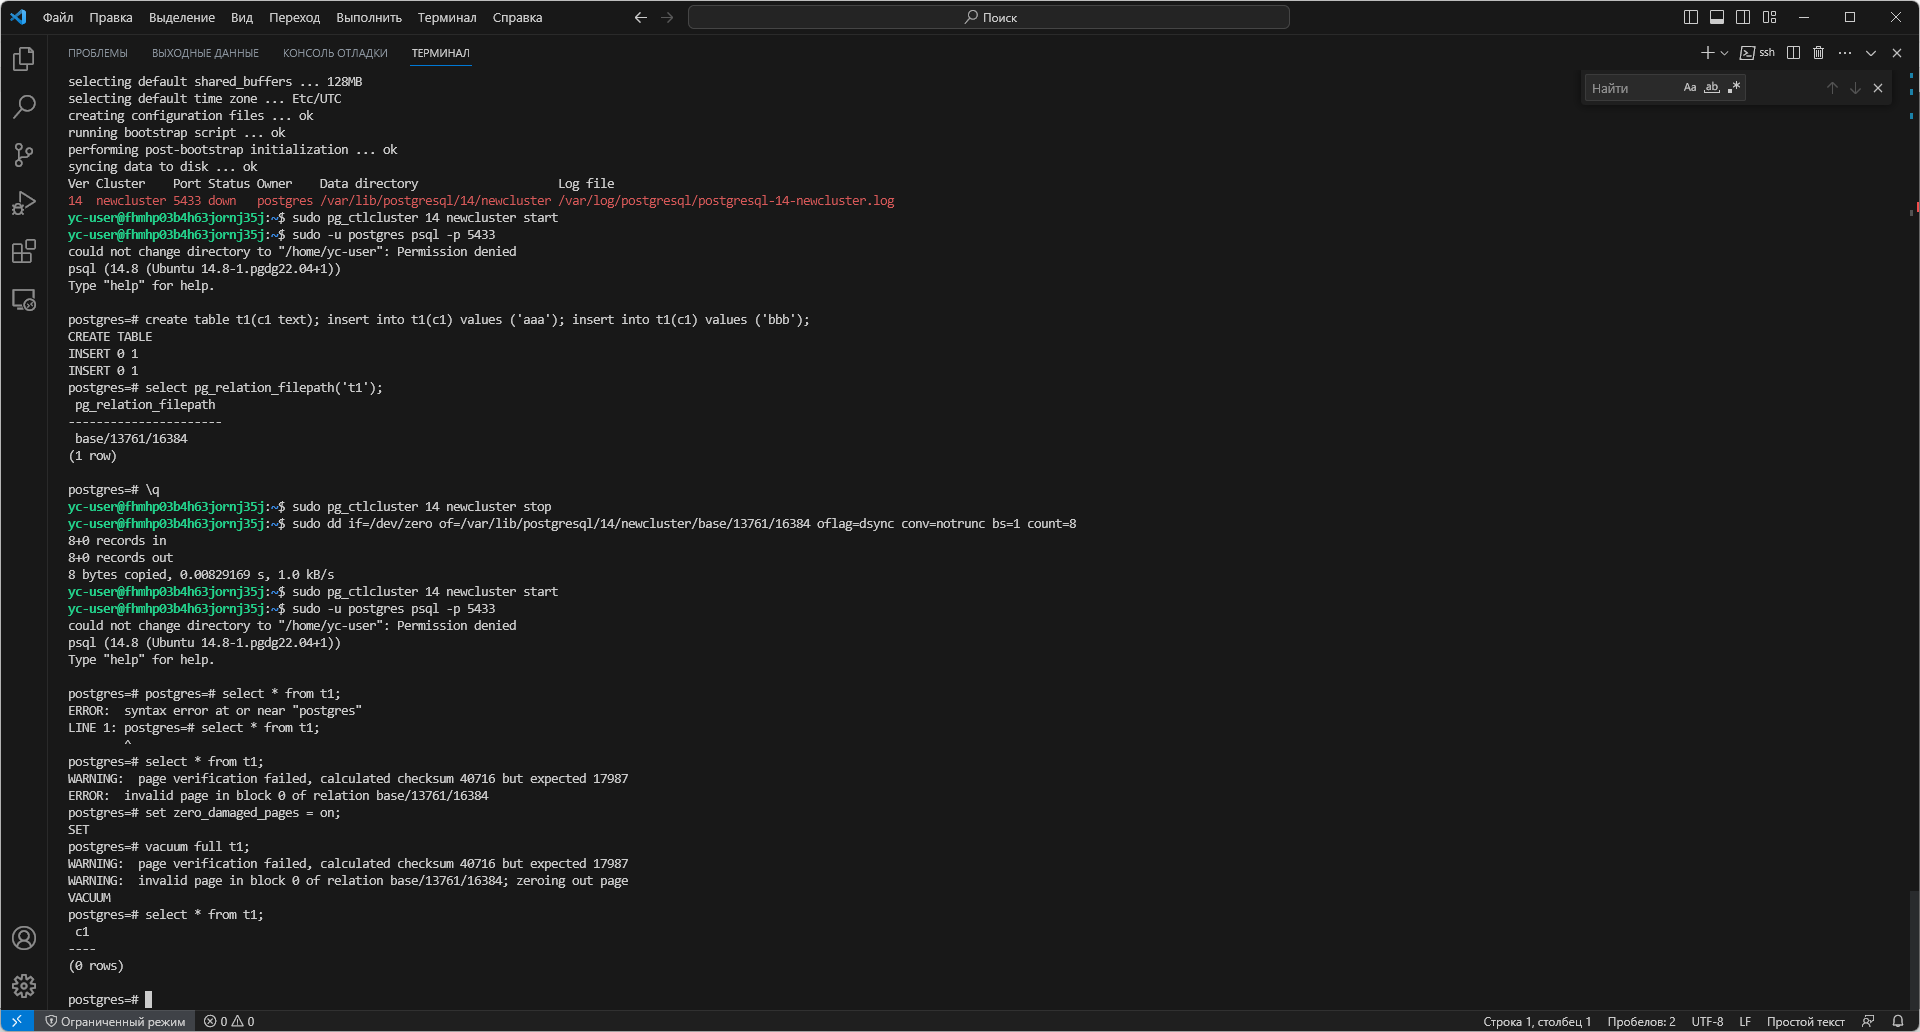 Файл Правка Выделение Вид Переход Выполнить Терминал Справка Поиск
ПРОБЛЕМЫ ВЫХОДНЫЕ ДАННЫЕ КОНСОЛЬ ОТЛАДКИ ТЕРМИНАЛ ssh
Найти Aa ab
selecting default shared_buffers ... 128MB
selecting default time zone ... Etc/UTC
creating configuration files ... ok
running bootstrap script ... ok
performing post-bootstrap initialization ... ok
syncing data to disk ... ok
Ver Cluster    Port Status Owner    Data directory                    Log file
14  newcluster 5433 down   postgres /var/lib/postgresql/14/newcluster /var/log/postgresql/postgresql-14-newcluster.log
yc-user@fhmhp03b4h63jornj35j:~$ sudo pg_ctlcluster 14 newcluster start
yc-user@fhmhp03b4h63jornj35j:~$ sudo -u postgres psql -p 5433
could not change directory to "/home/yc-user": Permission denied
psql (14.8 (Ubuntu 14.8-1.pgdg22.04+1))
Type "help" for help.
postgres=# create table t1(c1 text); insert into t1(c1) values ('aaa'); insert into t1(c1) values ('bbb');
CREATE TABLE
INSERT 0 1
INSERT 0 1
postgres=# select pg_relation_filepath('t1');
 pg_relation_filepath
----------------------
 base/13761/16384
(1 row)
postgres=# \q
yc-user@fhmhp03b4h63jornj35j:~$ sudo pg_ctlcluster 14 newcluster stop
yc-user@fhmhp03b4h63jornj35j:~$ sudo dd if=/dev/zero of=/var/lib/postgresql/14/newcluster/base/13761/16384 oflag=dsync conv=notrunc bs=1 count=8
8+0 records in
8+0 records out
8 bytes copied, 0.00829169 s, 1.0 kB/s
yc-user@fhmhp03b4h63jornj35j:~$ sudo pg_ctlcluster 14 newcluster start
yc-user@fhmhp03b4h63jornj35j:~$ sudo -u postgres psql -p 5433
could not change directory to "/home/yc-user": Permission denied
psql (14.8 (Ubuntu 14.8-1.pgdg22.04+1))
Type "help" for help.
postgres=# postgres=# select * from t1;
ERROR:  syntax error at or near "postgres"
LINE 1: postgres=# select * from t1;
        ^
postgres=# select * from t1;
WARNING:  page verification failed, calculated checksum 40716 but expected 17987
ERROR:  invalid page in block 0 of relation base/13761/16384
postgres=# set zero_damaged_pages = on;
SET
postgres=# vacuum full t1;
WARNING:  page verification failed, calculated checksum 40716 but expected 17987
WARNING:  invalid page in block 0 of relation base/13761/16384; zeroing out page
VACUUM
postgres=# select * from t1;
 c1
----
(0 rows)
postgres=#
Ограниченный режим 0 0 Строка 1, столбец 1 Пробелов: 2 UTF-8 LF Простой текст